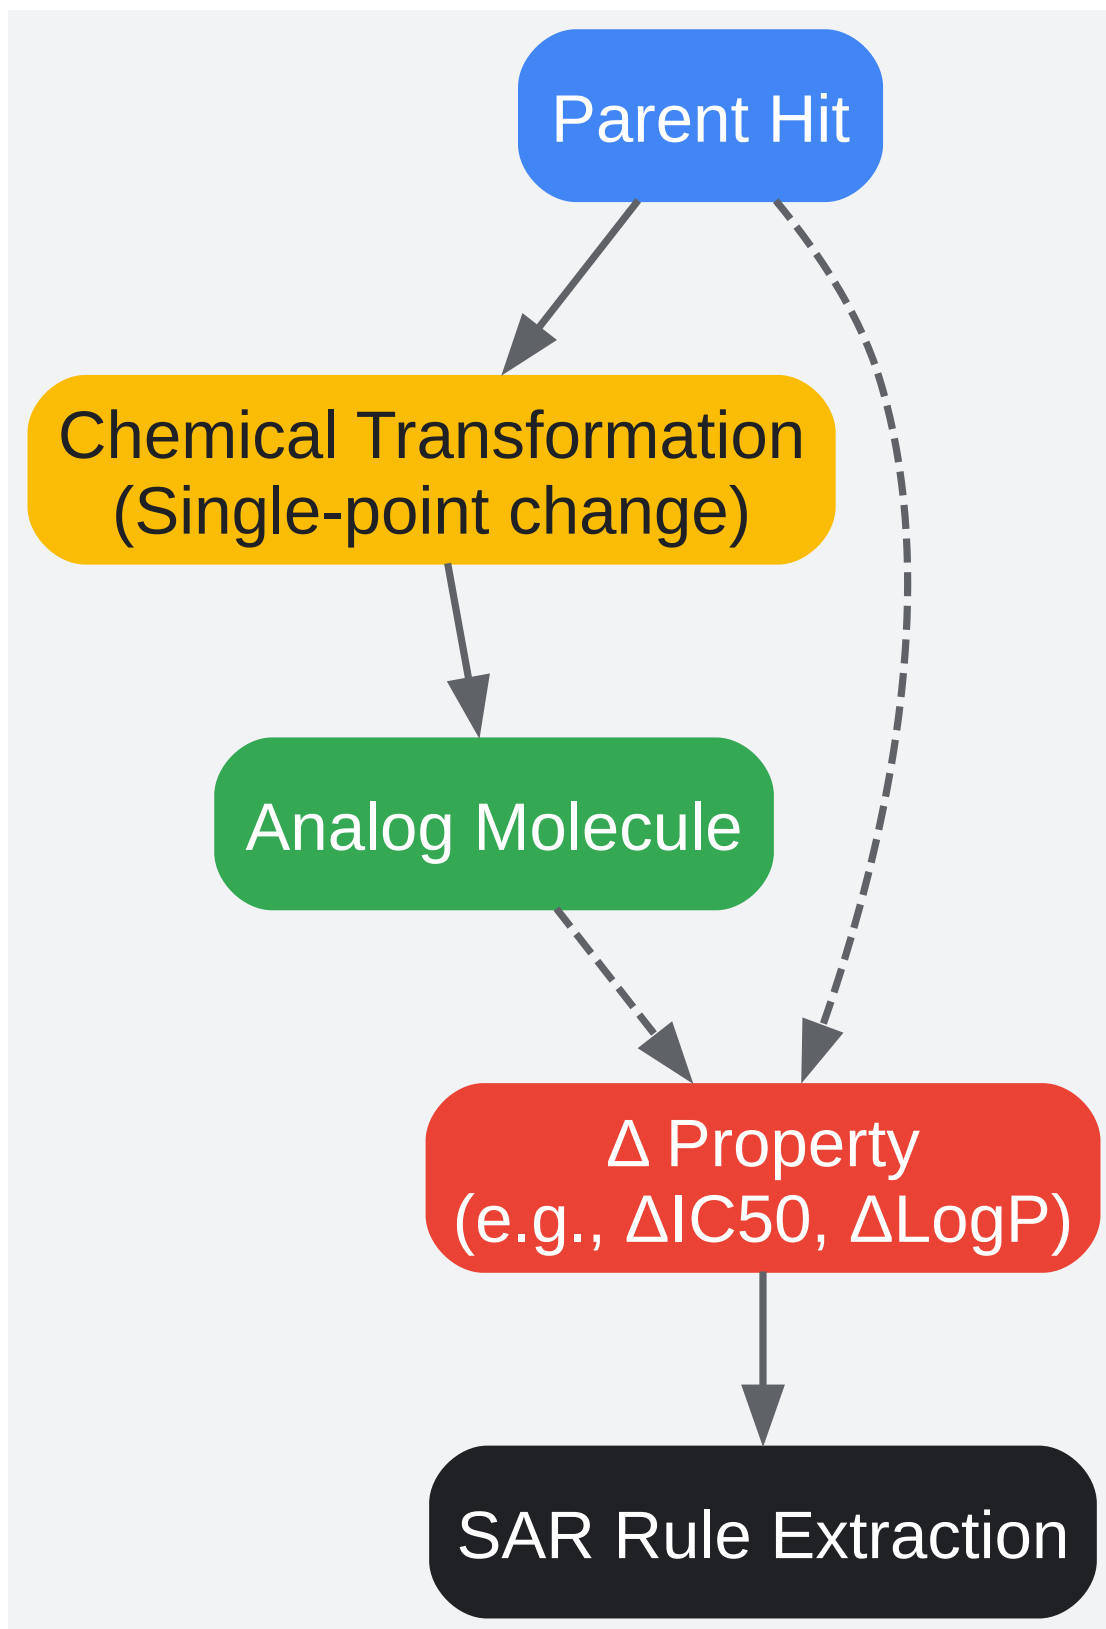 Parent Hit
Chemical Transformation
(Single-point change)
Analog Molecule
Δ Property
(e.g., ΔIC50, ΔLogP)
SAR Rule Extraction